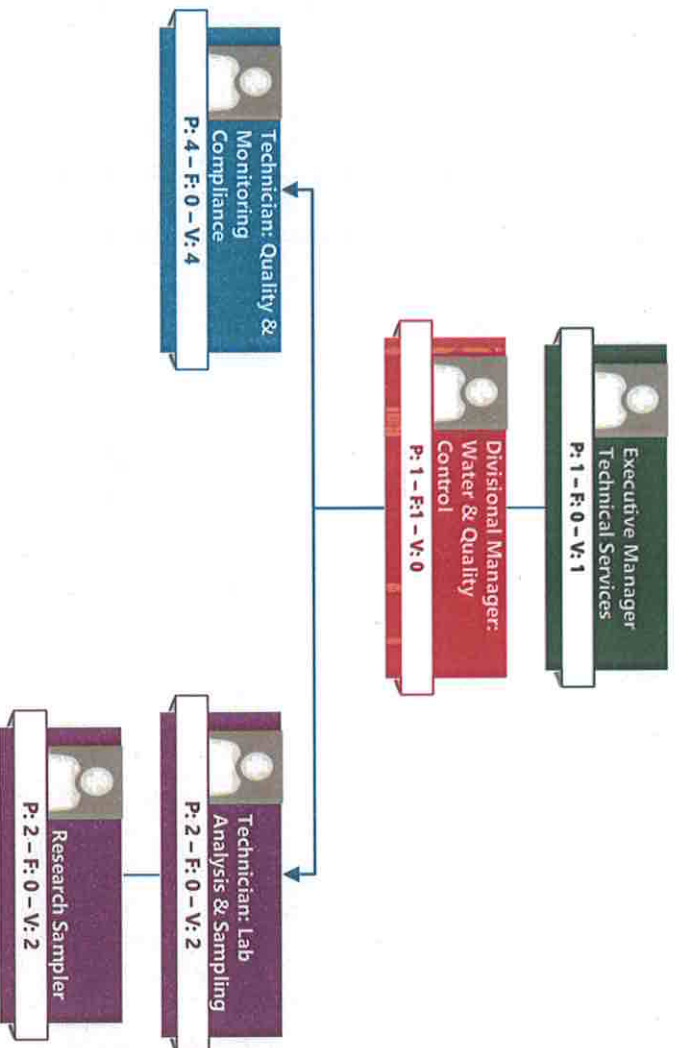 Executive Manager
Technical Services
P: 1 – F: 0 – V: 1
Divisional Manager:
Water & Quality
Control
P: 1 – F:1 – V: 0
Technician: Quality &
Monitoring
Compliance
P: 4 – F: 0 – V: 4
Technician: Lab
Analysis & Sampling
P: 2 – F: 0 – V: 2
Research Sampler
P: 2 – F: 0 – V: 2